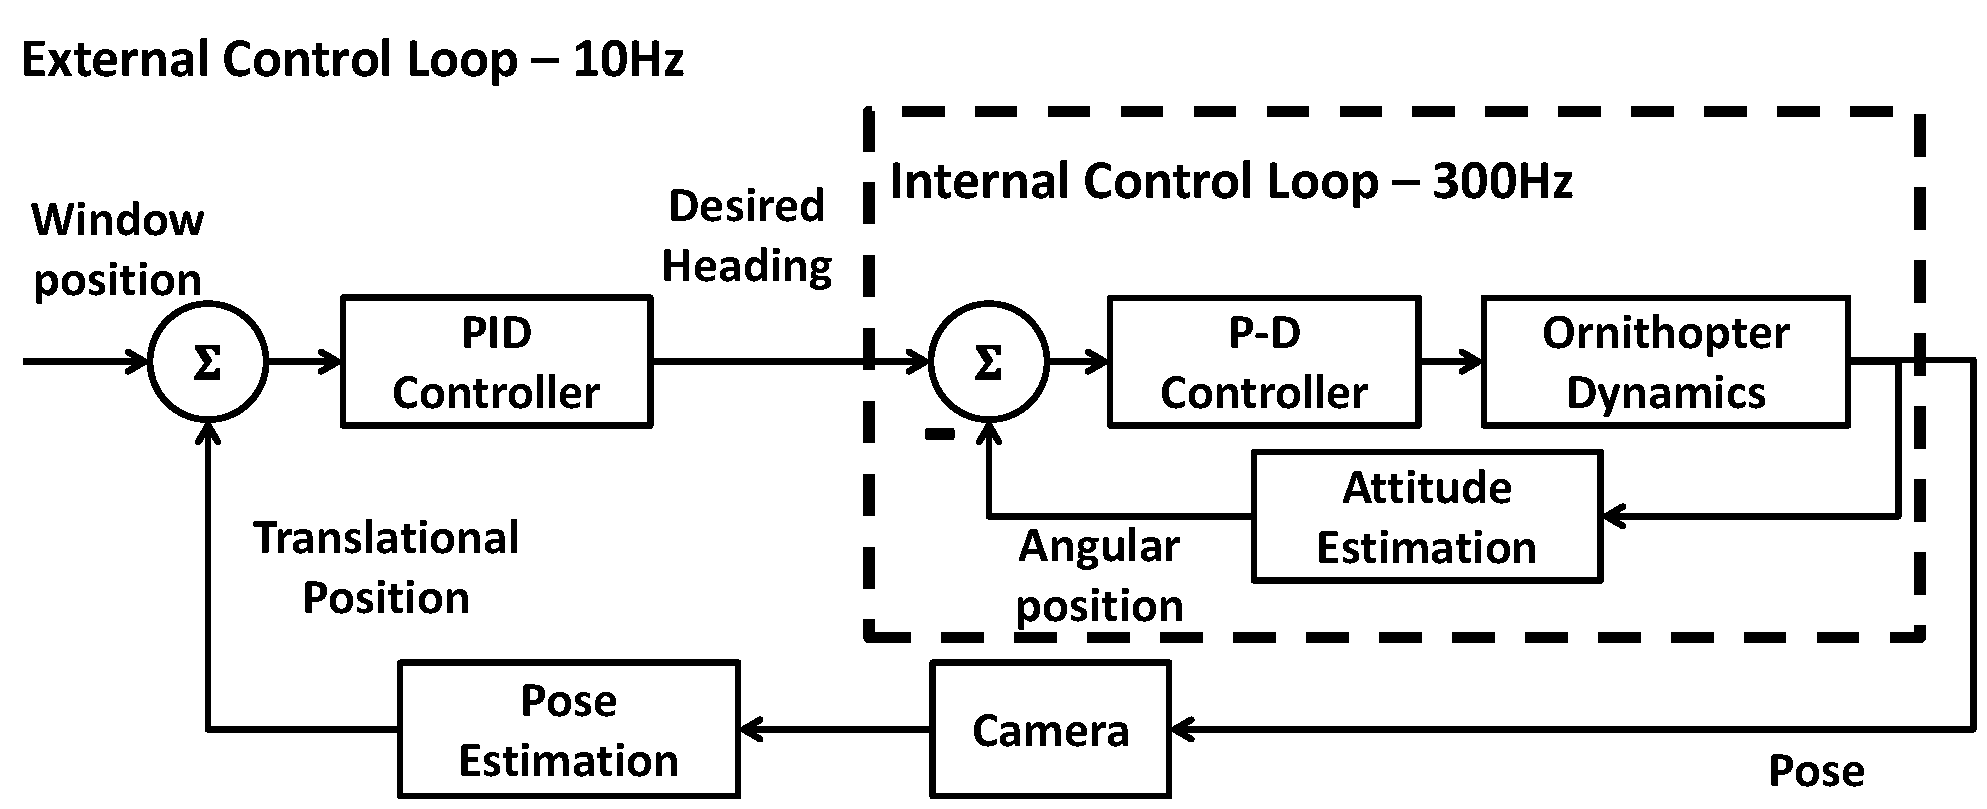 External Control Loop – 10Hz
Internal Control Loop – 300Hz
Window
position
Σ
PID
Controller
Desired
Heading
Σ
-
P-D
Controller
Ornithopter
Dynamics
Attitude
Estimation
Angular
position
Translational
Position
Pose
Estimation
Camera
Pose